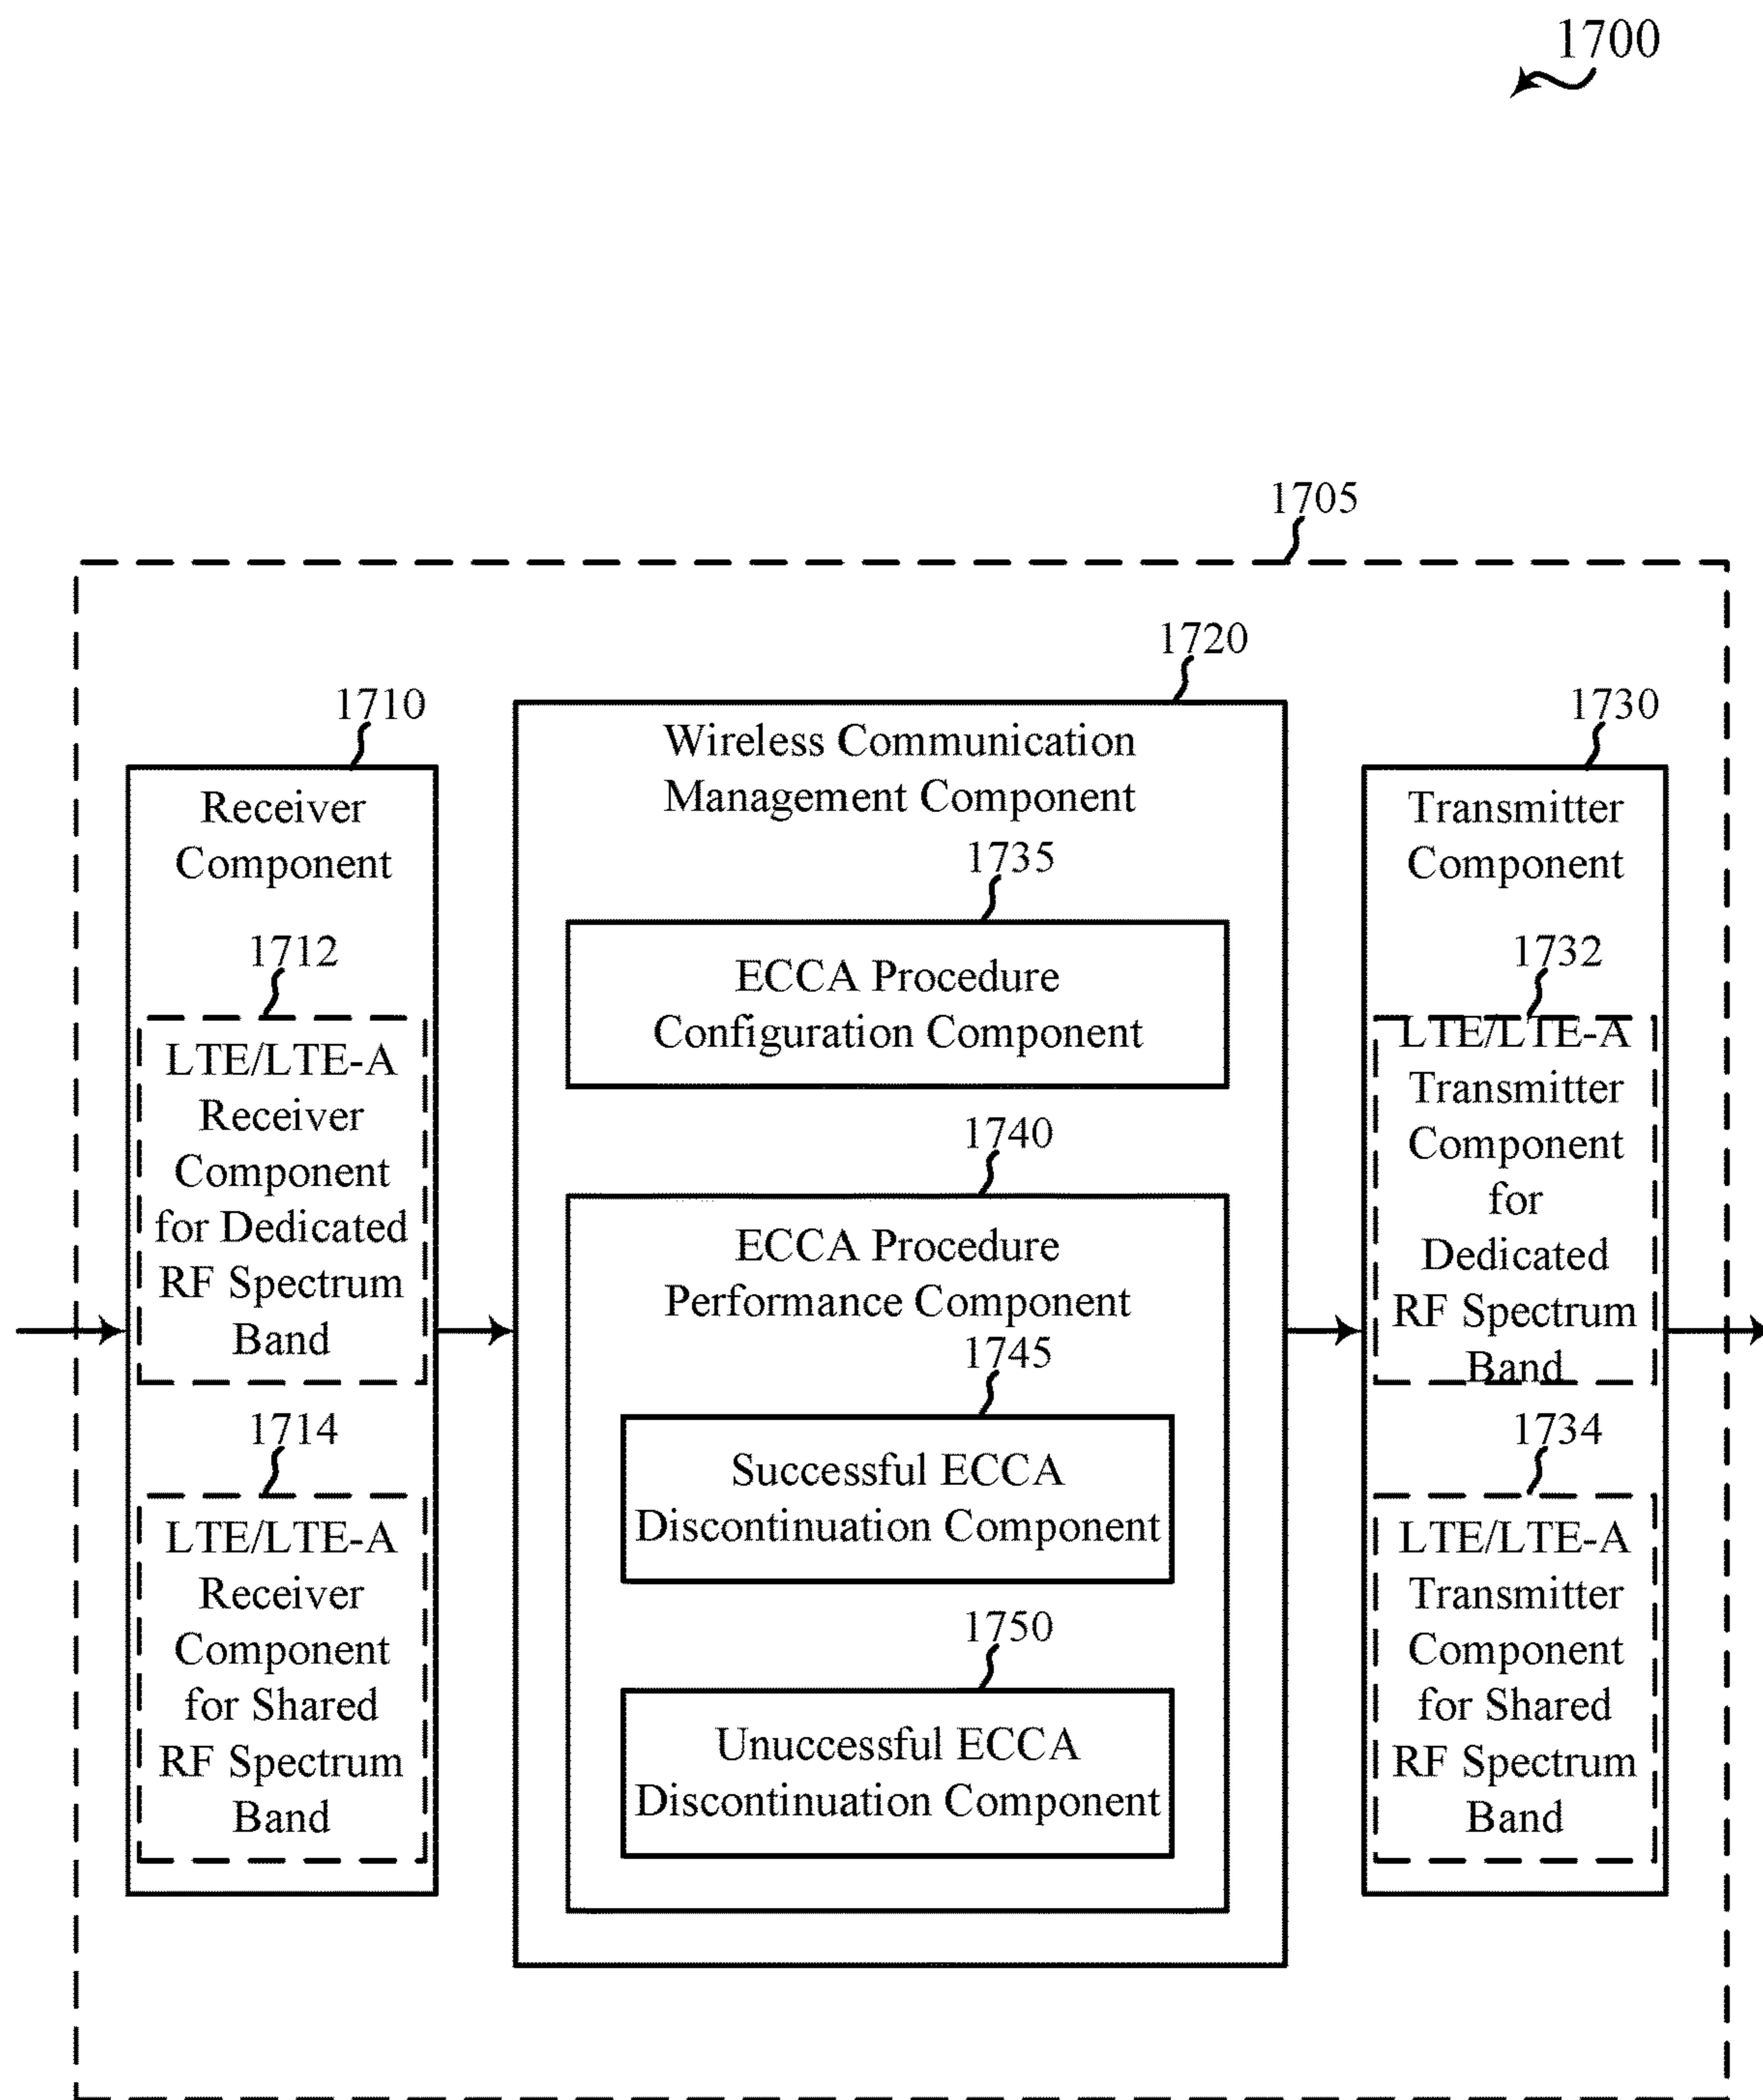 1700
1705
1720
1710
1730
Wireless Communication
Management Component
Receiver
Component
Transmitter
Component
1735
1712
1732
ECCA Procedure
Configuration Component
LTE/LTE-A
Receiver
Component
for Dedicated
RF Spectrum
Band
LTE/LTE-A
Transmitter
Component
for
Dedicated
RF Spectrum
Band
1740
ECCA Procedure
Performance Component
1745
Successful ECCA
Discontinuation Component
1714
1734
LTE/LTE-A
Receiver
Component
for Shared
RF Spectrum
Band
LTE/LTE-A
Transmitter
Component
for Shared
RF Spectrum
Band
1750
Unuccessful ECCA
Discontinuation Component